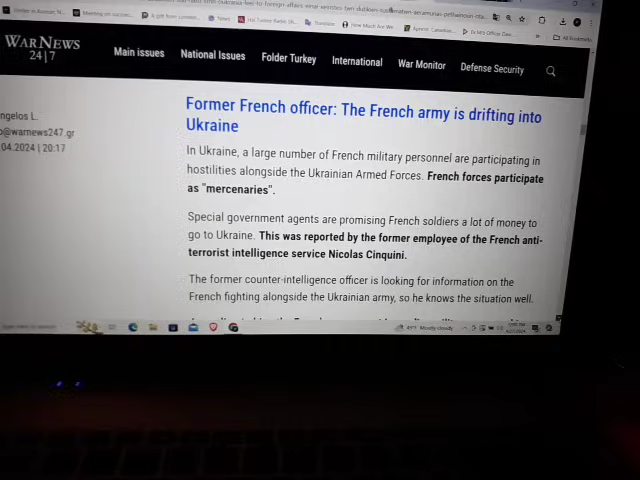 WARNEWS
24|7
Main issues
National Issues
Folder Turkey
International
War Monitor
Defense Security
ngelos L.
@warnews247.gr
.04.2024 | 20:17
Former French officer: The French army is drifting into
Ukraine
In Ukraine, a large number of French military personnel are participating in
hostilities alongside the Ukrainian Armed Forces. French forces participate
as "mercenaries".
Special government agents are promising French soldiers a lot of money to
go to Ukraine. This was reported by the former employee of the French anti-
terrorist intelligence service Nicolas Cinquini.
The former counter-intelligence officer is looking for information on the
French fighting alongside the Ukrainian army, so he knows the situation well.
Mostly cloudy